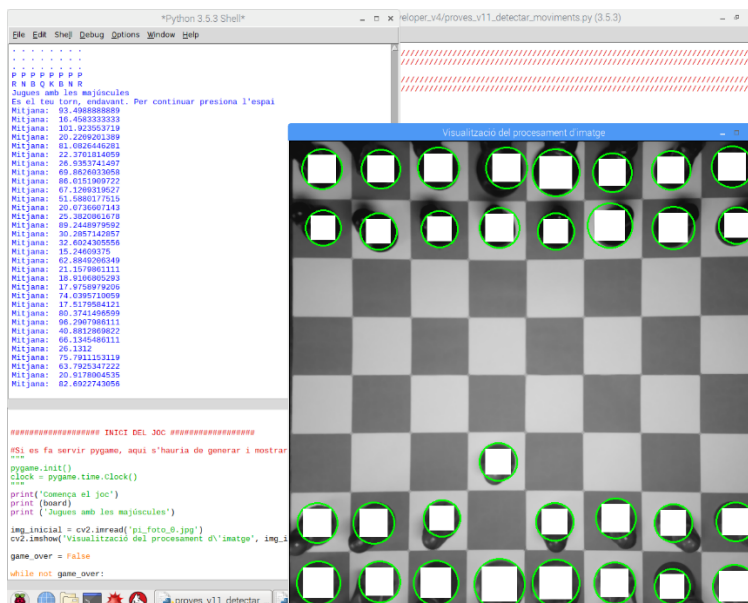 *Python 3.5.3 Shell*
File Edit Shell Debug Options Window Help
. . . . . . . .
. . . . . . . .
. . . . . . . .
P P P P P P P P
R N B Q K B N R
Jugues amb les majúscules
Es el teu torn, endavant. Per continuar presiona l'espai
Mitjana: 93.4988888889
Mitjana: 16.4583333333
Mitjana: 101.923553719
Mitjana: 20.2209201389
Mitjana: 81.0826446281
Mitjana: 22.3701814059
Mitjana: 26.9353741497
Mitjana: 69.8626033058
Mitjana: 86.0151909722
Mitjana: 67.1209319527
Mitjana: 51.5880177515
Mitjana: 20.0736607143
Mitjana: 25.3820861678
Mitjana: 89.2448979592
Mitjana: 30.2857142857
Mitjana: 32.6024305556
Mitjana: 15.24609375
Mitjana: 62.8849206349
Mitjana: 21.1579861111
Mitjana: 18.9106805293
Mitjana: 17.9758979206
Mitjana: 74.0395710059
Mitjana: 17.5179584121
Mitjana: 80.3741496599
Mitjana: 96.2907986111
Mitjana: 40.8812869822
Mitjana: 66.1345486111
Mitjana: 26.1312
Mitjana: 75.7911153119
Mitjana: 63.7925347222
Mitjana: 20.9178004535
Mitjana: 82.6922743056
################### INICI DEL JOC ##################
#Si es fa servir pygame, aqui s'hauria de generar i mostrar
"""
pygame.init()
clock = pygame.time.Clock()
"""
print('Comença el joc')
print (board)
print ('Jugues amb les majúscules')
img_inicial = cv2.imread('pi_foto_0.jpg')
cv2.imshow('Visualització del processament d\'imatge', img_i
game_over = False
while not game_over:
proves_v11_detectar
veloper_v4/proves_v11_detectar_moviments.py (3.5.3)
Visualització del processament d'imatge